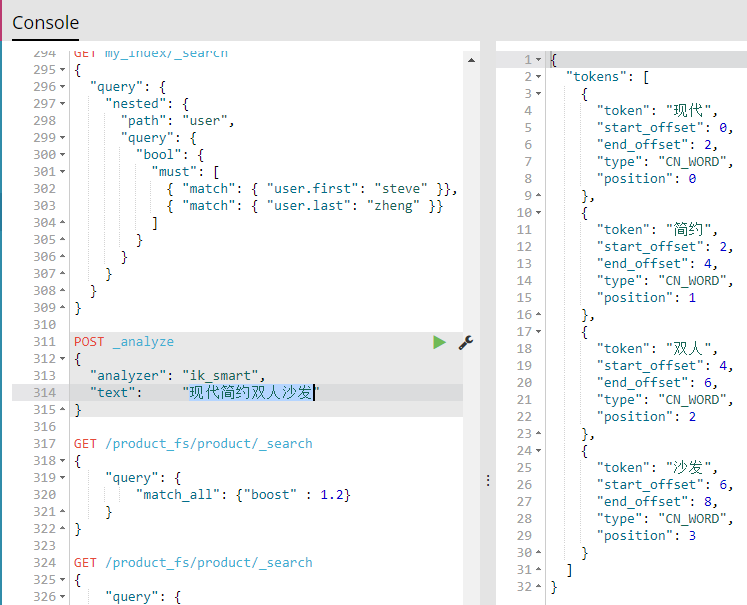 Console
294 GET my_index/_search
295 {
296 "query": {
297 "nested": {
298 "path": "user",
299 "query": {
300 "bool": {
301 "must": [
302 { "match": { "user.first": "steve" }},
303 { "match": { "user.last": "zheng" }}
304 ]
305 }
306 }
307 }
308 }
309 }
310
311 POST _analyze
312 {
313 "analyzer": "ik_smart",
314 "text": "现代简约双人沙发"
315 }
316
317 GET /product_fs/product/_search
318 {
319 "query": {
320 "match_all": {"boost" : 1.2}
321 }
322 }
323
324 GET /product_fs/product/_search
325 {
326 "query": {
1 {
2 "tokens": [
3 {
4 "token": "现代",
5 "start_offset": 0,
6 "end_offset": 2,
7 "type": "CN_WORD",
8 "position": 0
9 },
10 {
11 "token": "简约",
12 "start_offset": 2,
13 "end_offset": 4,
14 "type": "CN_WORD",
15 "position": 1
16 },
17 {
18 "token": "双人",
19 "start_offset": 4,
20 "end_offset": 6,
21 "type": "CN_WORD",
22 "position": 2
23 },
24 {
25 "token": "沙发",
26 "start_offset": 6,
27 "end_offset": 8,
28 "type": "CN_WORD",
29 "position": 3
30 }
31 ]
32 }